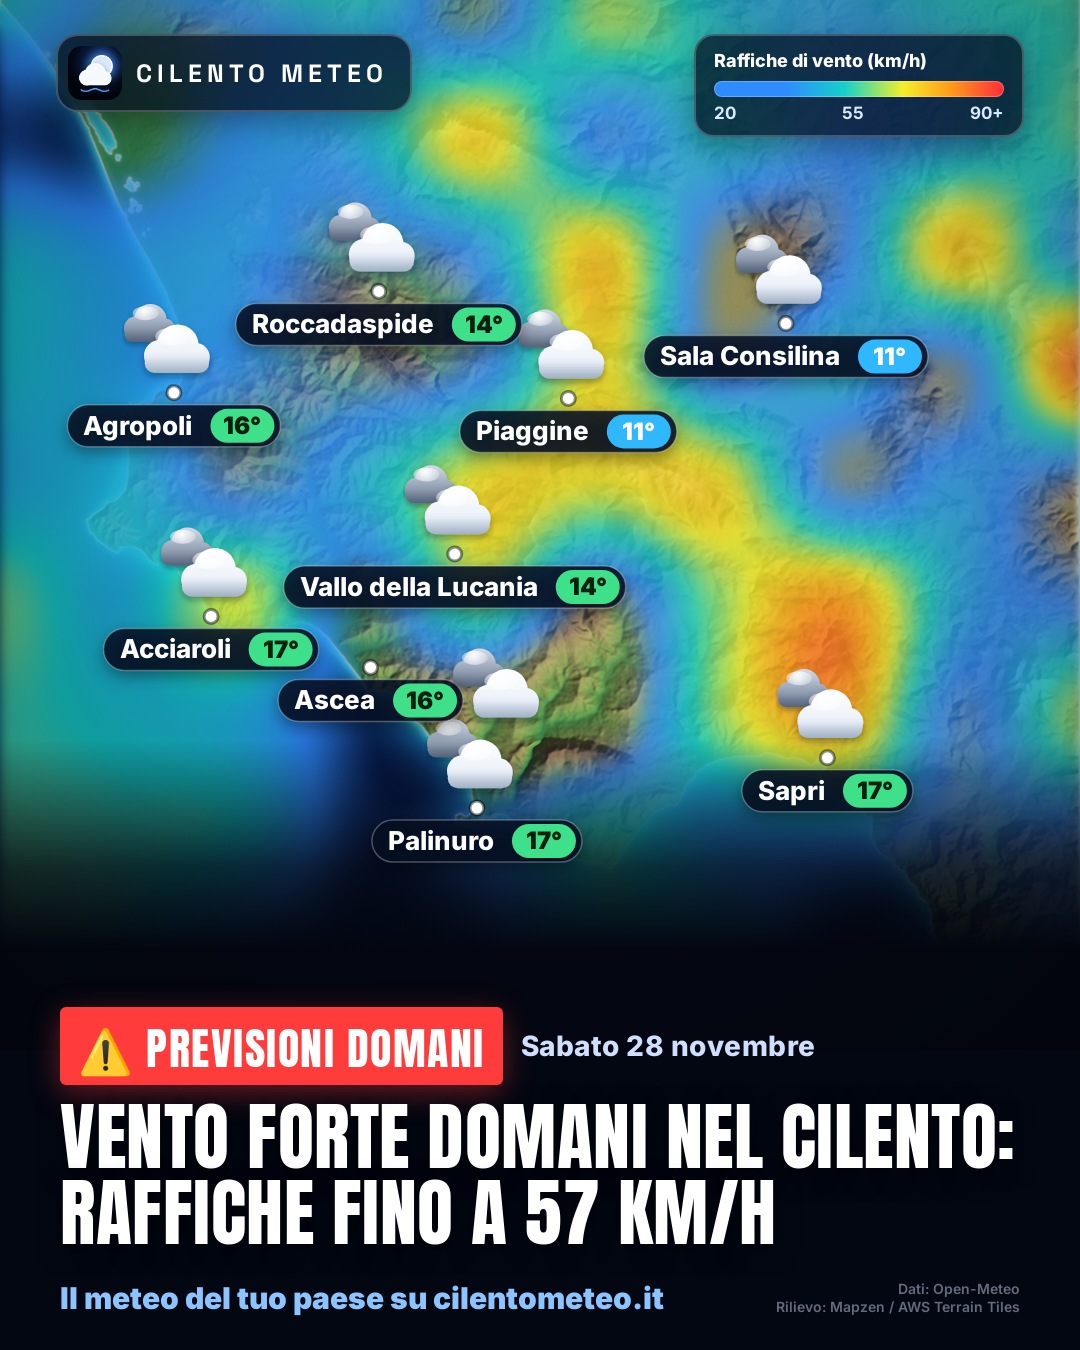 CILENTO METEO
Raffiche di vento (km/h)
20 55 90+
Roccadaspide 14°
Sala Consilina 11°
Agropoli 16°
Piaggine 11°
Vallo della Lucania 14°
Acciaroli 17°
Ascea 16°
Sapri 17°
Palinuro 17°
⚠️ PREVISIONI DOMANI
Sabato 28 novembre
VENTO FORTE DOMANI NEL CILENTO:
RAFFICHE FINO A 57 KM/H
Il meteo del tuo paese su cilentometeo.it
Dati: Open-Meteo
Rilievo: Mapzen / AWS Terrain Tiles